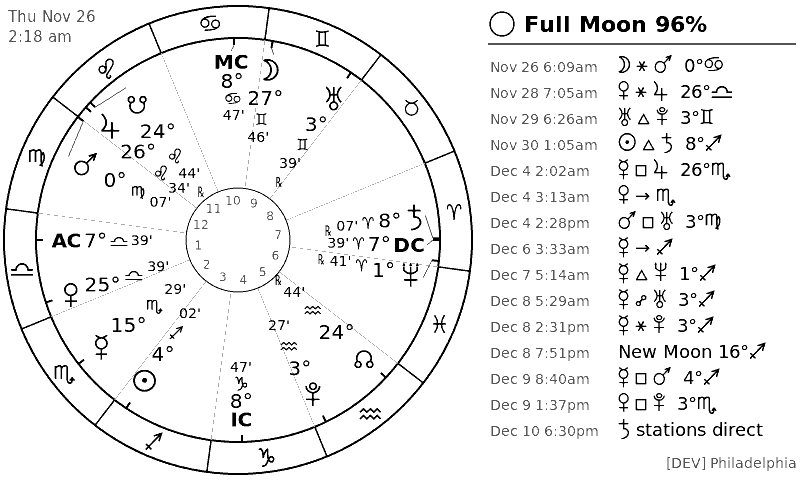 Thu Nov 26
2:18 am
♋ ♊
♌ ♉
♍ ♈
♎ ♓
♏ ♒
♐ ♑
MC ☽
8° 27°
♋ ♊
47' 46'
♅
3°
♊
39'
℞
☋
24°
♌
44'
♃
26°
♌
34' ℞
♂
0° ♍ 07'
AC 7° ♎ 39'
♀ 25° ♎ 39'
☿ 15° ♏ 29'
☉ 4° ♐ 02'
℞ 07' ♈ 8° ♄
39' ♈ 7° DC
℞ 41' ♈ 1° ♆
℞
44'
♒
24°
☊
27'
♒
3°
♇
47'
♑
8°
IC
1 2 3 4 5 6 7 8 9 10 11 12
Full Moon 96%
Nov 26 6:09am ☽ ⚹ ♂ 0°♋
Nov 28 7:05am ♀ ⚹ ♃ 26°♎
Nov 29 6:26am ♅ △ ♇ 3°♊
Nov 30 1:05am ☉ △ ♄ 8°♐
Dec 4 2:02am ☿ □ ♃ 26°♏
Dec 4 3:13am ♀ → ♏
Dec 4 2:28pm ♂ □ ♅ 3°♍
Dec 6 3:33am ☿ → ♐
Dec 7 5:14am ☿ △ ♆ 1°♐
Dec 8 5:29am ☿ ☍ ♅ 3°♐
Dec 8 2:31pm ☿ ⚹ ♇ 3°♐
Dec 8 7:51pm New Moon 16°♐
Dec 9 8:40am ☿ □ ♂ 4°♐
Dec 9 1:37pm ♀ □ ♇ 3°♏
Dec 10 6:30pm ♄ stations direct
[DEV] Philadelphia